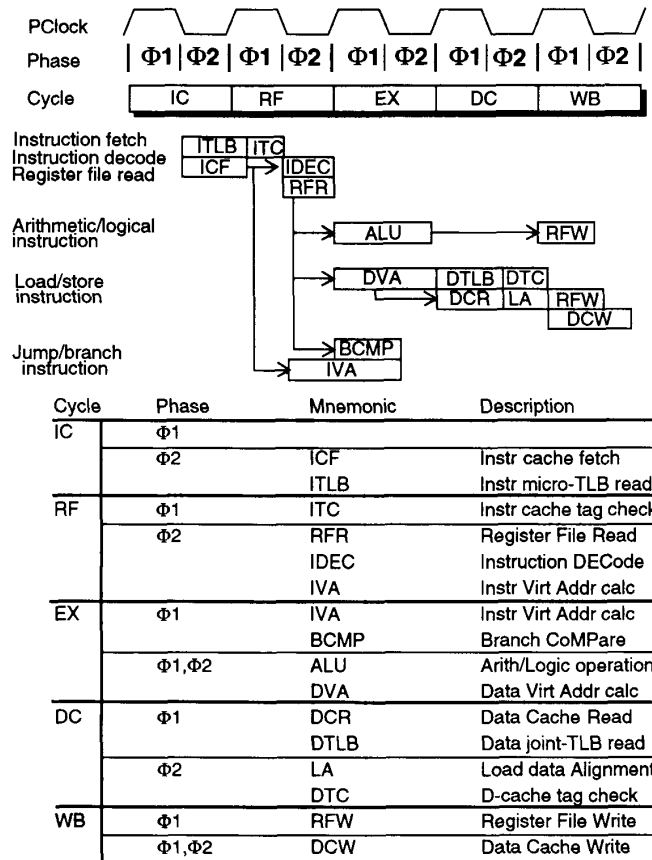 PClock
Phase | Φ1 | Φ2 | Φ1 | Φ2 | Φ1 | Φ2 | Φ1 | Φ2 | Φ1 | Φ2 |
Cycle IC RF EX DC WB
Instruction fetch ITLB ITC
Instruction decode ICF IDEC
Register file read RFR
Arithmetic/logical ALU RFW
instruction
Load/store DVA DTLB DTC
instruction DCR LA RFW
DCW
Jump/branch BCMP
instruction IVA
Cycle Phase Mnemonic Description
IC Φ1
Φ2 ICF Instr cache fetch
ITLB Instr micro-TLB read
RF Φ1 ITC Instr cache tag check
Φ2 RFR Register File Read
IDEC Instruction DECode
IVA Instr Virt Addr calc
EX Φ1 IVA Instr Virt Addr calc
BCMP Branch CoMPare
Φ1,Φ2 ALU Arith/Logic operation
DVA Data Virt Addr calc
DC Φ1 DCR Data Cache Read
DTLB Data joint-TLB read
Φ2 LA Load data Alignment
DTC D-cache tag check
WB Φ1 RFW Register File Write
Φ1,Φ2 DCW Data Cache Write